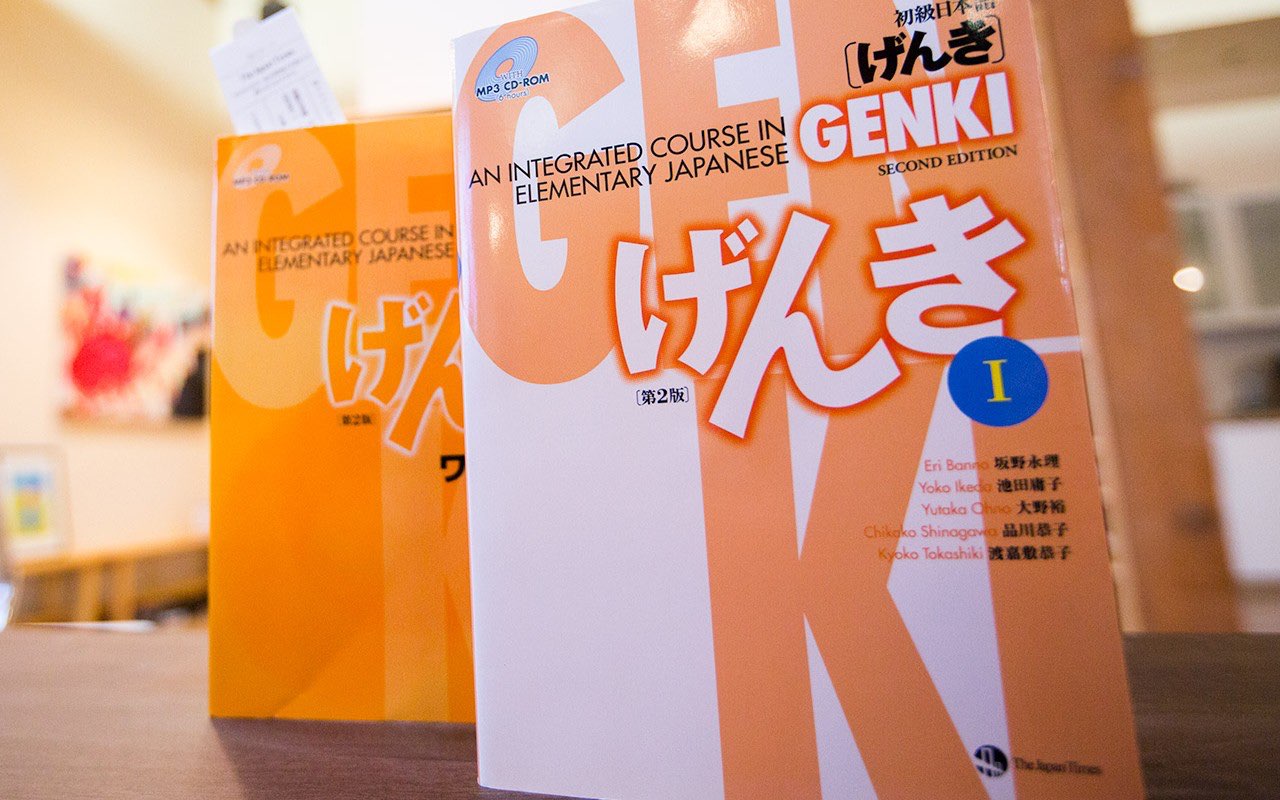 WITH
MP3 CD-ROM
6 hours
初級日本語
[げんき]
GENKI
SECOND EDITION
AN INTEGRATED COURSE IN
ELEMENTARY JAPANESE
GENKI
げんき
[第2版]
I
Eri Banno 坂野永理
Yoko Ikeda 池田庸子
Yutaka Ohno 大野裕
Chikako Shinagawa 品川恭子
Kyoko Tokashiki 渡嘉敷恭子
The Japan Times
MP3 CD-ROM
AN INTEGRATED COURSE IN
ELEMENTARY JAPANESE
GE
げん
[第2版]
ワ